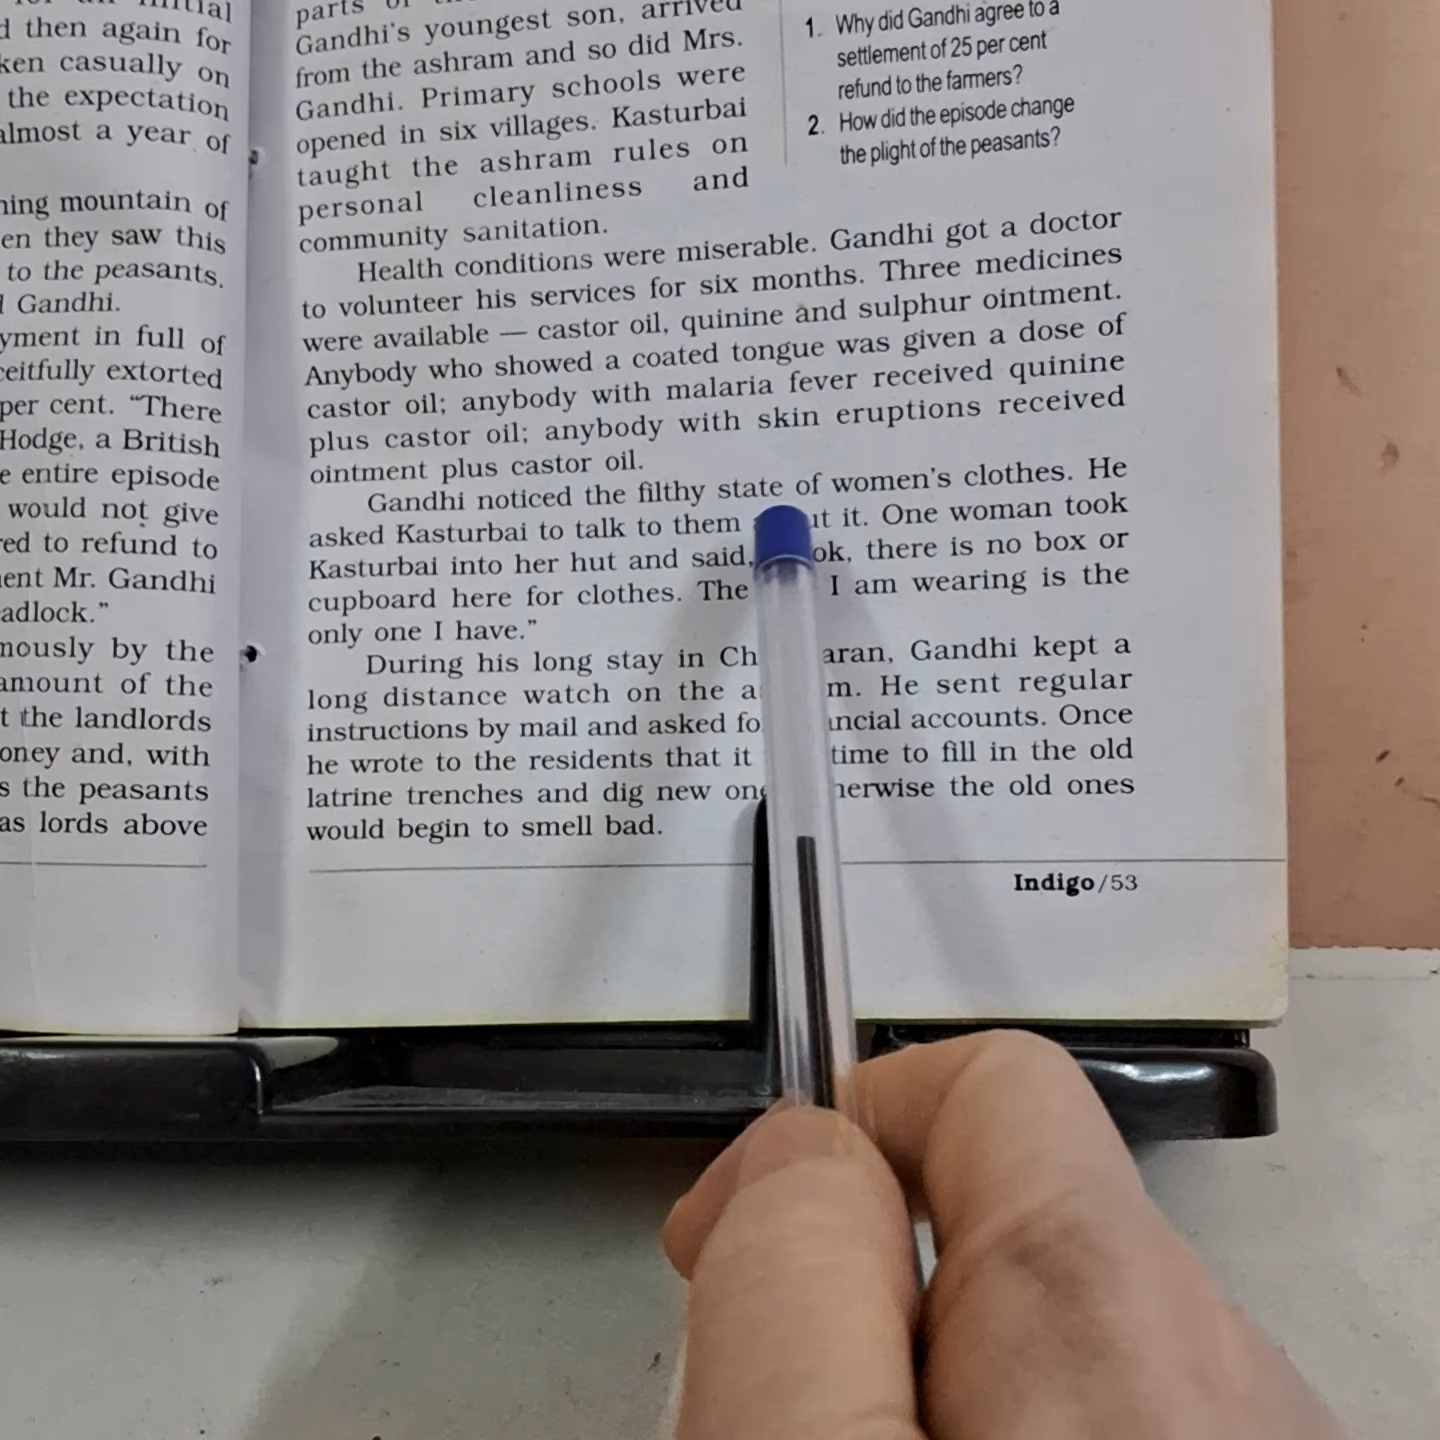 tial
d then again for
ken casually on
the expectation
almost a year of
ning mountain of
en they saw this
to the peasants.
Gandhi.
yment in full of
ceitfully extorted
per cent. “There
Hodge, a British
e entire episode
would not give
red to refund to
ent Mr. Gandhi
adlock.”
mously by the
amount of the
t the landlords
oney and, with
s the peasants
as lords above
parts
Gandhi’s youngest son, arrived
from the ashram and so did Mrs.
Gandhi. Primary schools were
opened in six villages. Kasturbai
taught the ashram rules on
personal cleanliness and
community sanitation.
1. Why did Gandhi agree to a
settlement of 25 per cent
refund to the farmers?
2. How did the episode change
the plight of the peasants?
Health conditions were miserable. Gandhi got a doctor
to volunteer his services for six months. Three medicines
were available — castor oil, quinine and sulphur ointment.
Anybody who showed a coated tongue was given a dose of
castor oil; anybody with malaria fever received quinine
plus castor oil; anybody with skin eruptions received
ointment plus castor oil.
Gandhi noticed the filthy state of women’s clothes. He
asked Kasturbai to talk to them ut it. One woman took
Kasturbai into her hut and said, ok, there is no box or
cupboard here for clothes. The I am wearing is the
only one I have.”
During his long stay in Ch aran, Gandhi kept a
long distance watch on the a m. He sent regular
instructions by mail and asked fo ancial accounts. Once
he wrote to the residents that it time to fill in the old
latrine trenches and dig new one herwise the old ones
would begin to smell bad.
Indigo/53